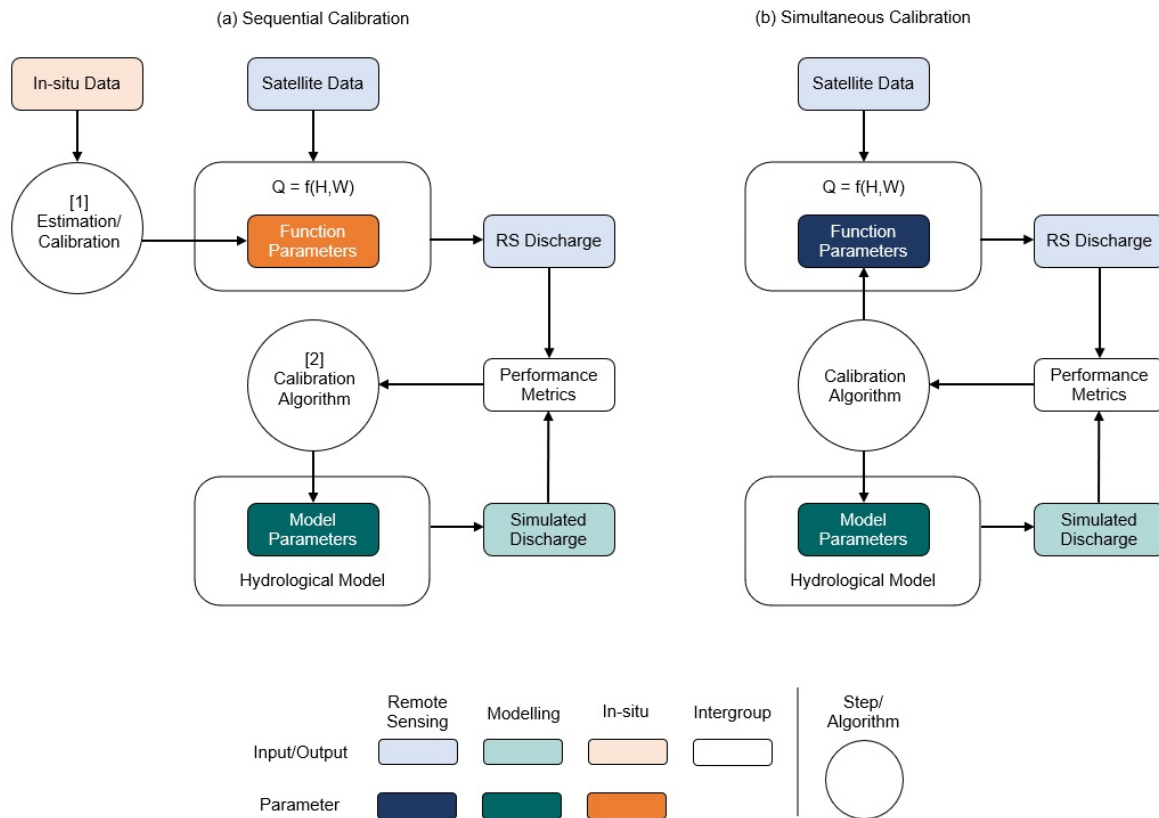 (a) Sequential Calibration
In-situ Data
Satellite Data
[1]
Estimation/
Calibration
Q = f(H,W)
Function
Parameters
RS Discharge
[2]
Calibration
Algorithm
Performance
Metrics
Model
Parameters
Hydrological Model
Simulated
Discharge
(b) Simultaneous Calibration
Satellite Data
Q = f(H,W)
Function
Parameters
RS Discharge
Calibration
Algorithm
Performance
Metrics
Model
Parameters
Hydrological Model
Simulated
Discharge
Remote
Sensing
Modelling
In-situ
Intergroup
Step/
Algorithm
Input/Output
Parameter